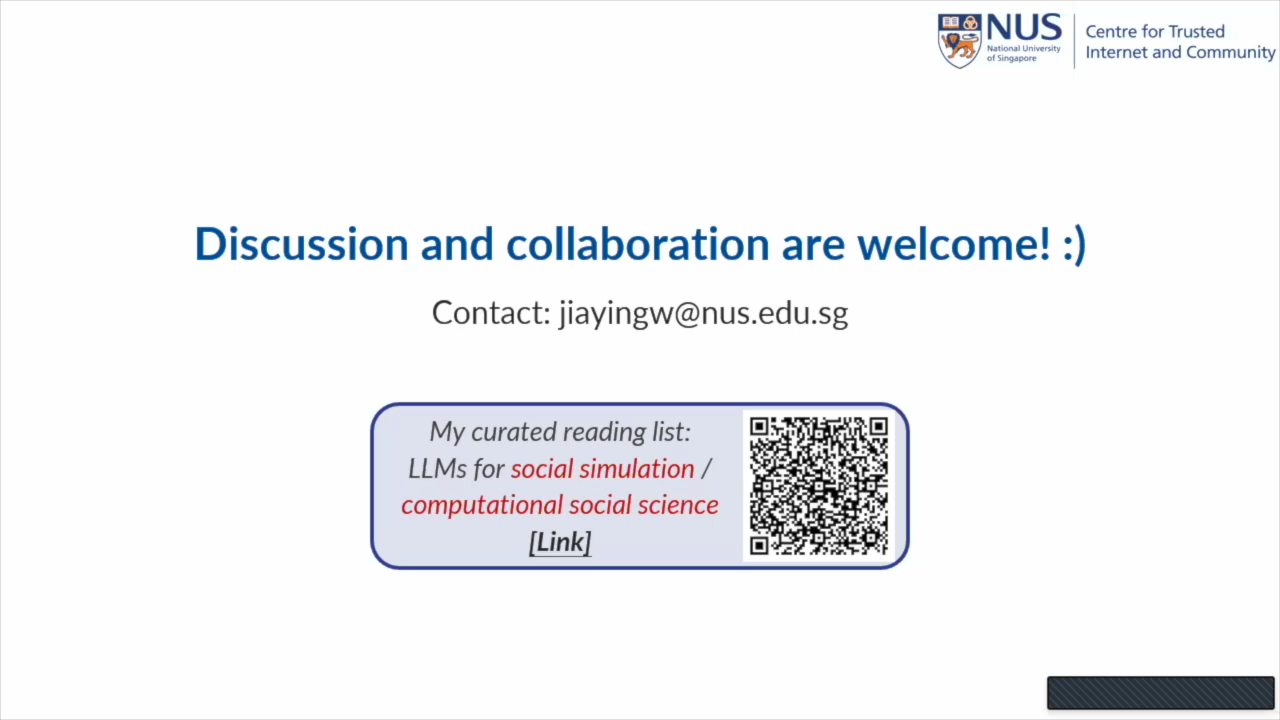 NUS
National University
of Singapore
Centre for Trusted
Internet and Community
Discussion and collaboration are welcome! :)
Contact: jiayingw@nus.edu.sg
My curated reading list:
LLMs for social simulation /
computational social science
[Link]